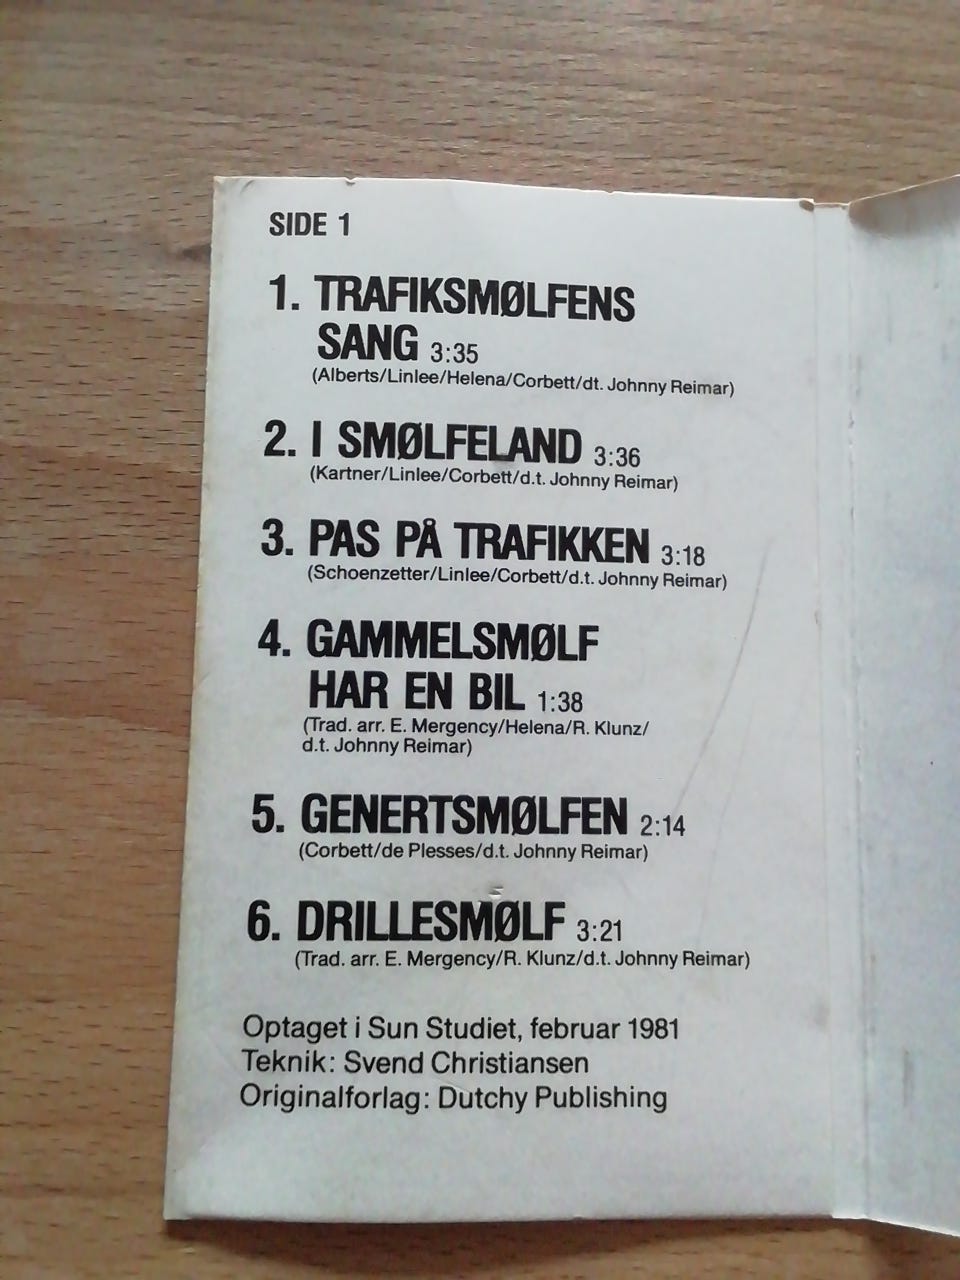 SIDE 1
1. TRAFIKSMØLFENS
SANG 3:35
(Alberts/Linlee/Helena/Corbett/dt. Johnny Reimar)
2. I SMØLFELAND 3:36
(Kartner/Linlee/Corbett/d.t. Johnny Reimar)
3. PAS PÅ TRAFIKKEN 3:18
(Schoenzetter/Linlee/Corbett/d.t. Johnny Reimar)
4. GAMMELSMØLF
HAR EN BIL 1:38
(Trad. arr. E. Mergency/Helena/R. Klunz/
d.t. Johnny Reimar)
5. GENERTSMØLFEN 2:14
(Corbett/de Plesses/d.t. Johnny Reimar)
6. DRILLESMØLF 3:21
(Trad. arr. E. Mergency/R. Klunz/d.t. Johnny Reimar)
Optaget i Sun Studiet, februar 1981
Teknik: Svend Christiansen
Originalforlag: Dutchy Publishing